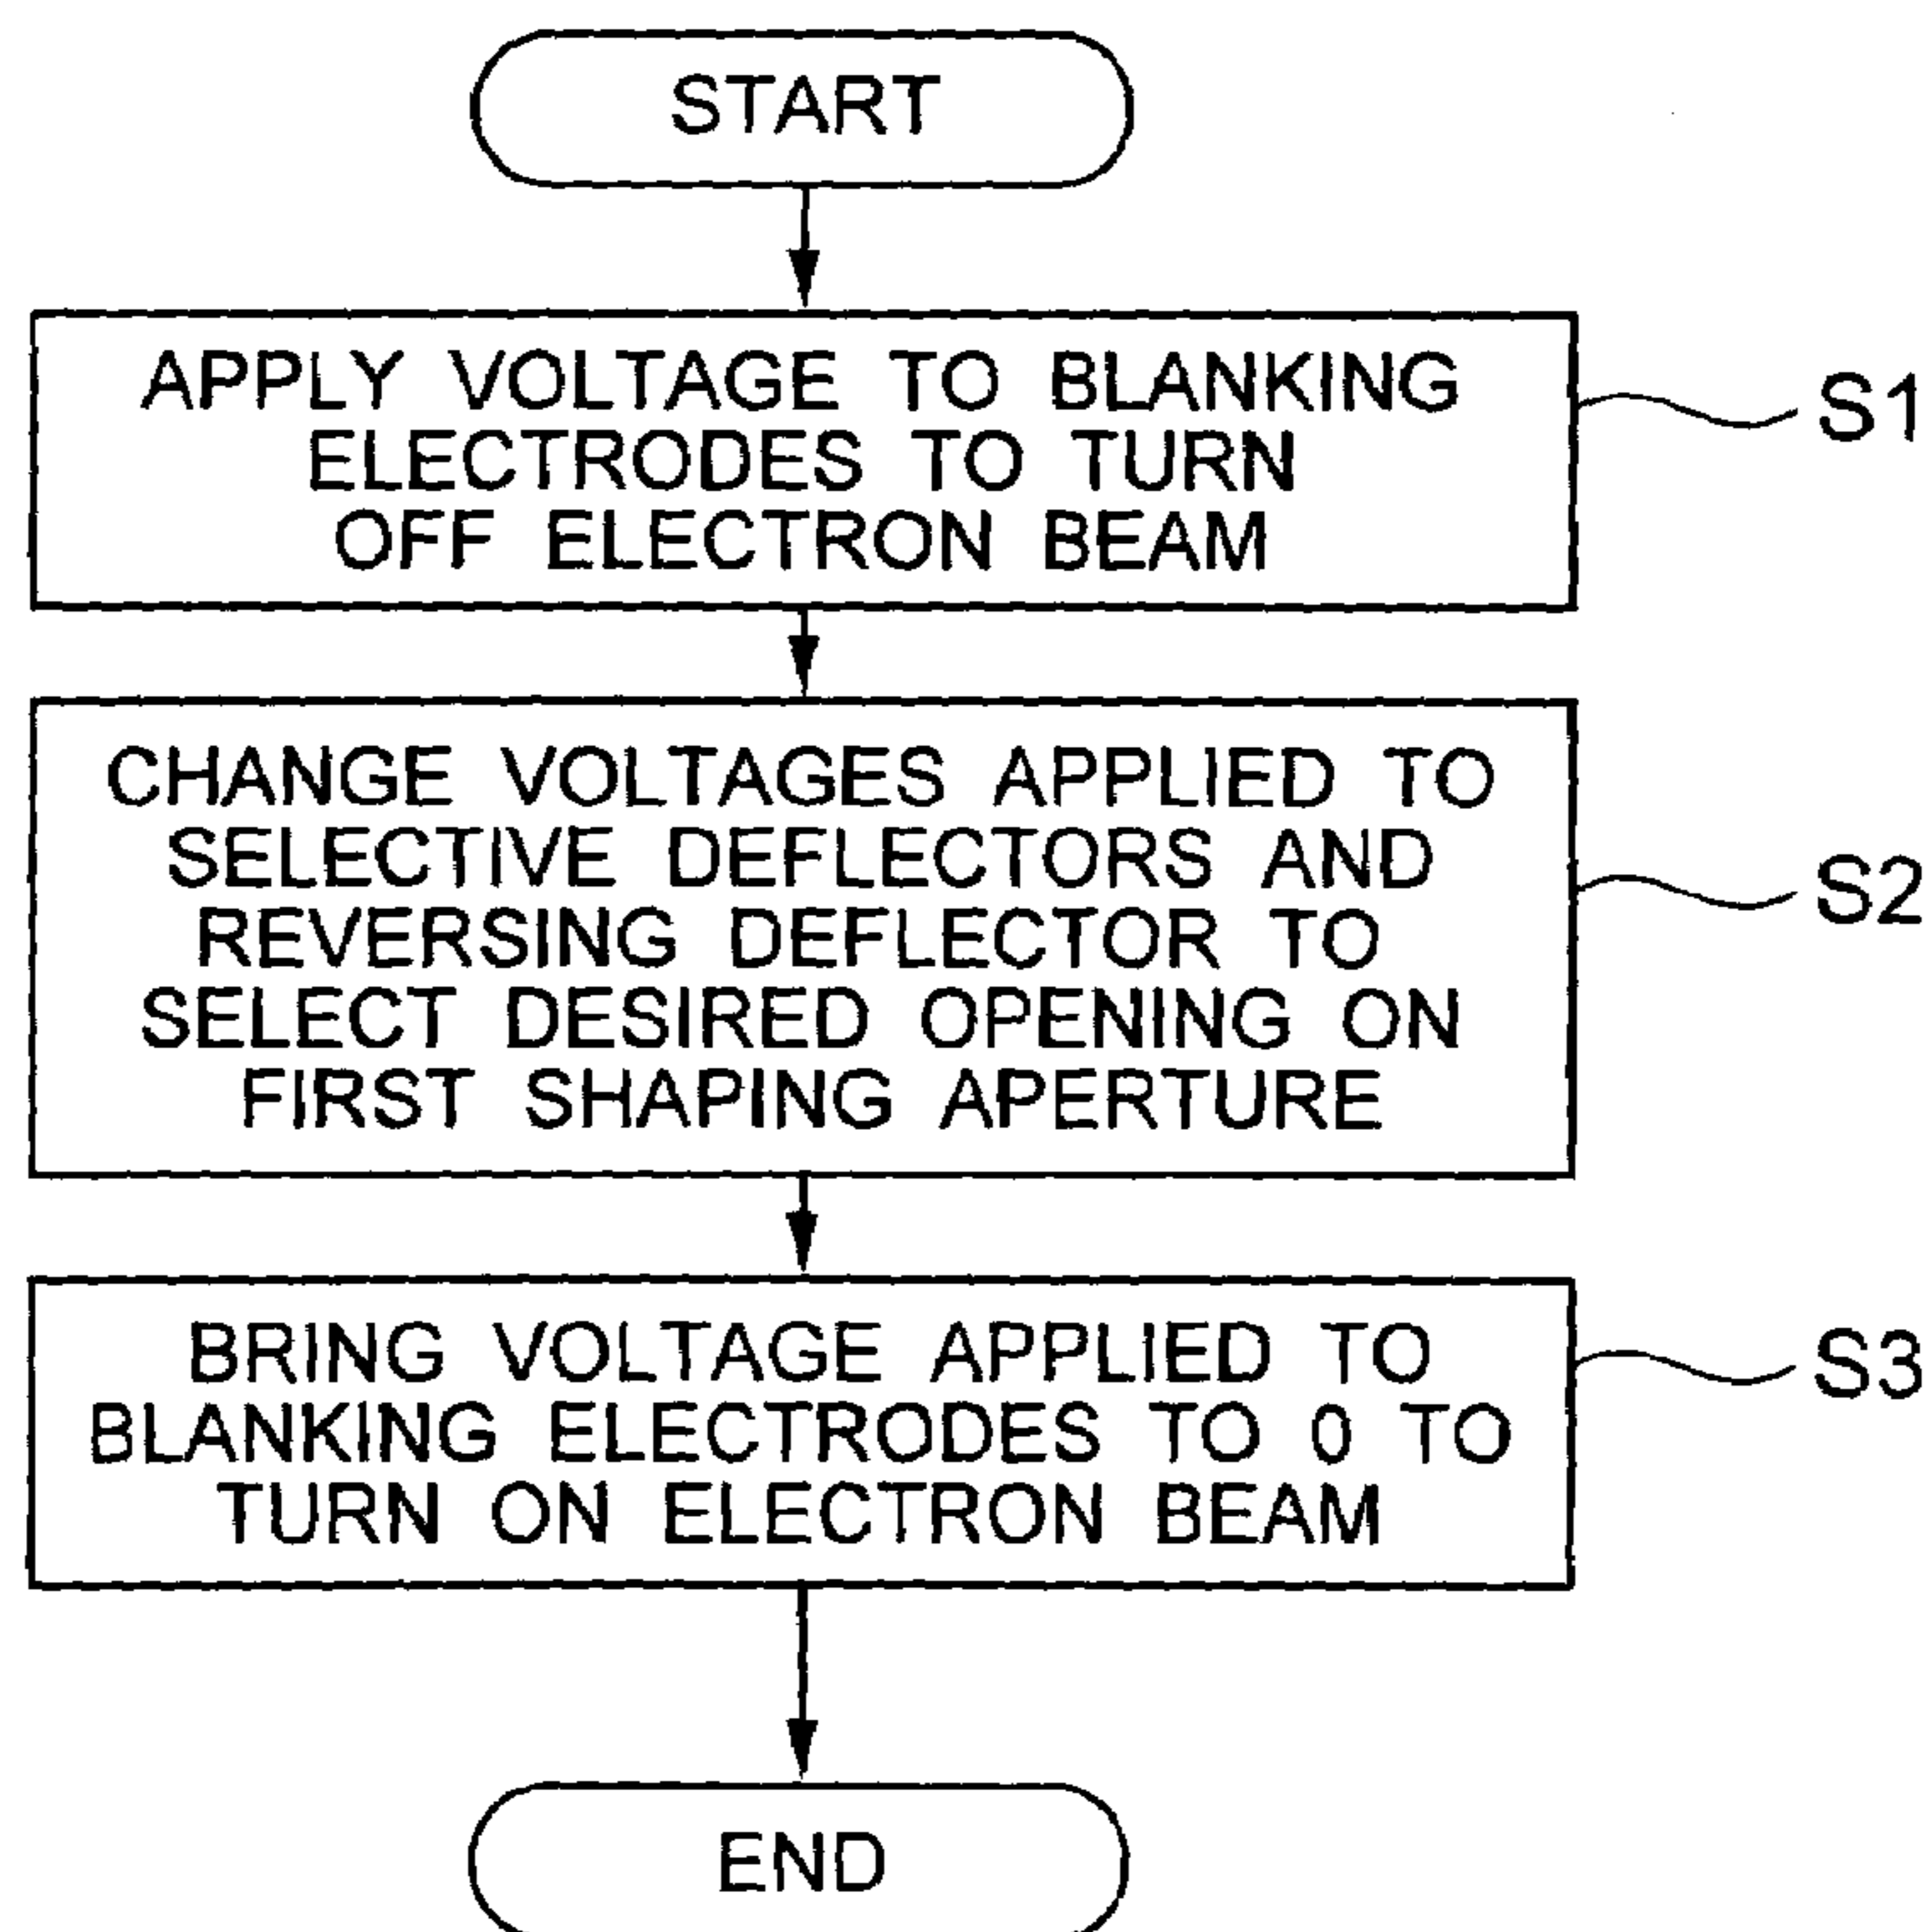 START
APPLY VOLTAGE TO BLANKING
ELECTRODES TO TURN
OFF ELECTRON BEAM
S1
CHANGE VOLTAGES APPLIED TO
SELECTIVE DEFLECTORS AND
REVERSING DEFLECTOR TO
SELECT DESIRED OPENING ON
FIRST SHAPING APERTURE
S2
BRING VOLTAGE APPLIED TO
BLANKING ELECTRODES TO 0 TO
TURN ON ELECTRON BEAM
S3
END